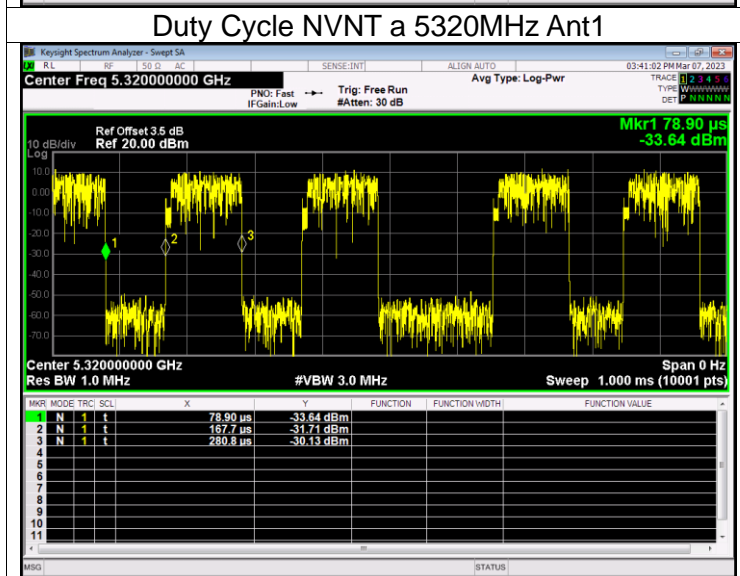 Duty Cycle NVNT a 5320MHz Ant1
Keysight Spectrum Analyzer - Swept SA
RL RF 50 Ω AC SENSE:INT ALIGN AUTO 03:41:02 PM Mar 07, 2023
Center Freq 5.320000000 GHz Avg Type: Log-Pwr TRACE 1 2 3 4 5 6
PNO: Fast Trig: Free Run TYPE WWWWWW
IFGain:Low #Atten: 30 dB DET P N N N N N
Mkr1 78.90 µs
-33.64 dBm
Ref Offset 3.5 dB
10 dB/div Ref 20.00 dBm
Log
10.0
0.00
-10.0
-20.0
-30.0
-40.0
-50.0
-60.0
-70.0
1
2
3
Center 5.320000000 GHz Span 0 Hz
Res BW 1.0 MHz #VBW 3.0 MHz Sweep 1.000 ms (10001 pts)
MKR MODE TRC SCL X Y FUNCTION FUNCTION WIDTH FUNCTION VALUE
1 N 1 t 78.90 µs -33.64 dBm
2 N 1 t 167.7 µs -31.71 dBm
3 N 1 t 280.8 µs -30.13 dBm
4
5
6
7
8
9
10
11
MSG STATUS